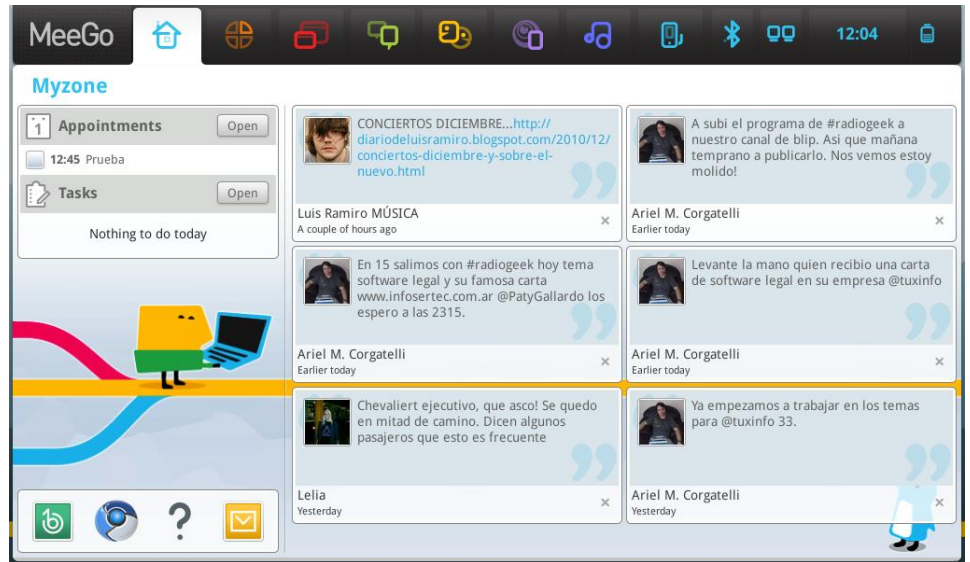 MeeGo
12:04
Myzone
1 Appointments Open
12:45 Prueba
Tasks Open
Nothing to do today
CONCIERTOS DICIEMBRE...http://
diariodeluisramiro.blogspot.com/2010/12/
conciertos-diciembre-y-sobre-el-
nuevo.html
Luis Ramiro MÚSICA
A couple of hours ago
A subi el programa de #radiogeek a
nuestro canal de blip. Asi que mañana
temprano a publicarlo. Nos vemos estoy
molido!
Ariel M. Corgatelli
Earlier today
En 15 salimos con #radiogeek hoy tema
software legal y su famosa carta
www.infosertec.com.ar @PatyGallardo los
espero a las 2315.
Ariel M. Corgatelli
Earlier today
Levante la mano quien recibio una carta
de software legal en su empresa @tuxinfo
Ariel M. Corgatelli
Earlier today
Chevaliert ejecutivo, que asco! Se quedo
en mitad de camino. Dicen algunos
pasajeros que esto es frecuente
Lelia
Yesterday
Ya empezamos a trabajar en los temas
para @tuxinfo 33.
Ariel M. Corgatelli
Yesterday